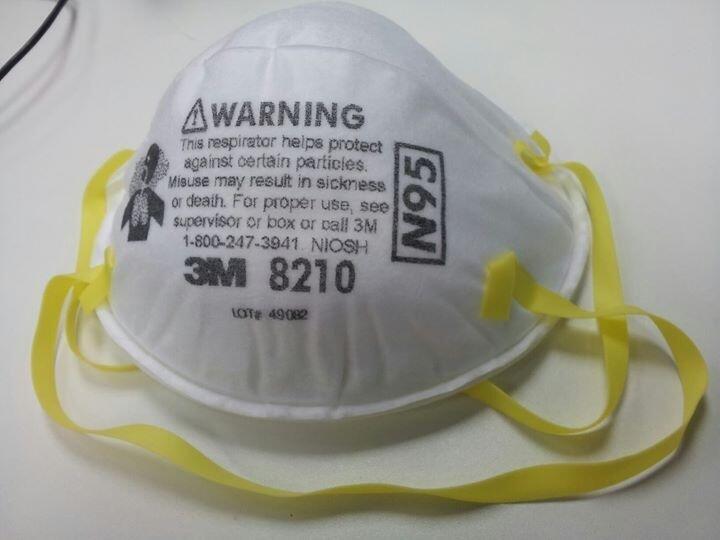 WARNING
This respirator helps protect
against certain particles.
Misuse may result in sickness
or death. For proper use, see
supervisor or box or call 3M
1-800-247-3941. NIOSH
3M 8210
LOT# 49082
N95